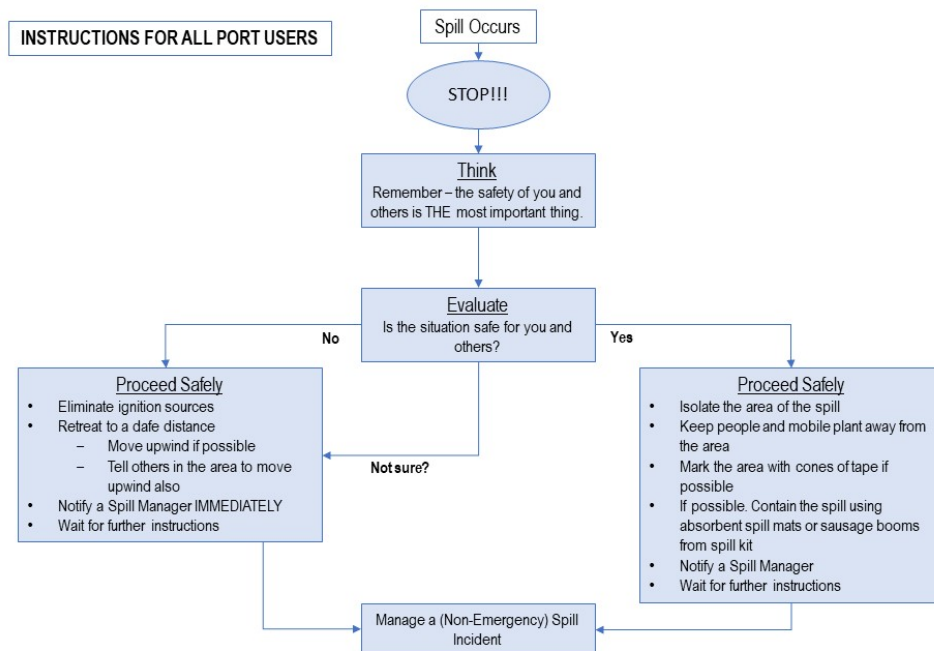 INSTRUCTIONS FOR ALL PORT USERS
Spill Occurs
STOP!!!
Think
Remember – the safety of you and
others is THE most important thing.
Evaluate
Is the situation safe for you and
others?
No
Yes
Not sure?
Proceed Safely
• Eliminate ignition sources
• Retreat to a dafe distance
– Move upwind if possible
– Tell others in the area to move
upwind also
• Notify a Spill Manager IMMEDIATELY
• Wait for further instructions
Proceed Safely
• Isolate the area of the spill
• Keep people and mobile plant away from
the area
• Mark the area with cones of tape if
possible
• If possible. Contain the spill using
absorbent spill mats or sausage booms
from spill kit
• Notify a Spill Manager
• Wait for further instructions
Manage a (Non-Emergency) Spill
Incident